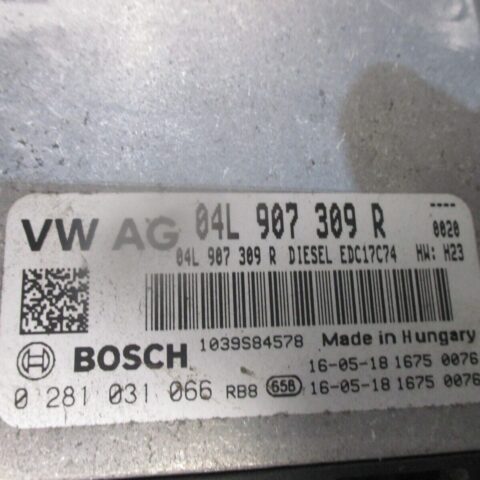 ----
VW AG 04L 907 309 R 0020
04L 907 309 R DIESEL EDC17C74 HW: H23
BOSCH 1039S84578 Made in Hungary
16-05-18 1675 0076
0 281 031 066 RB8 658 16-05-18 1675 0076